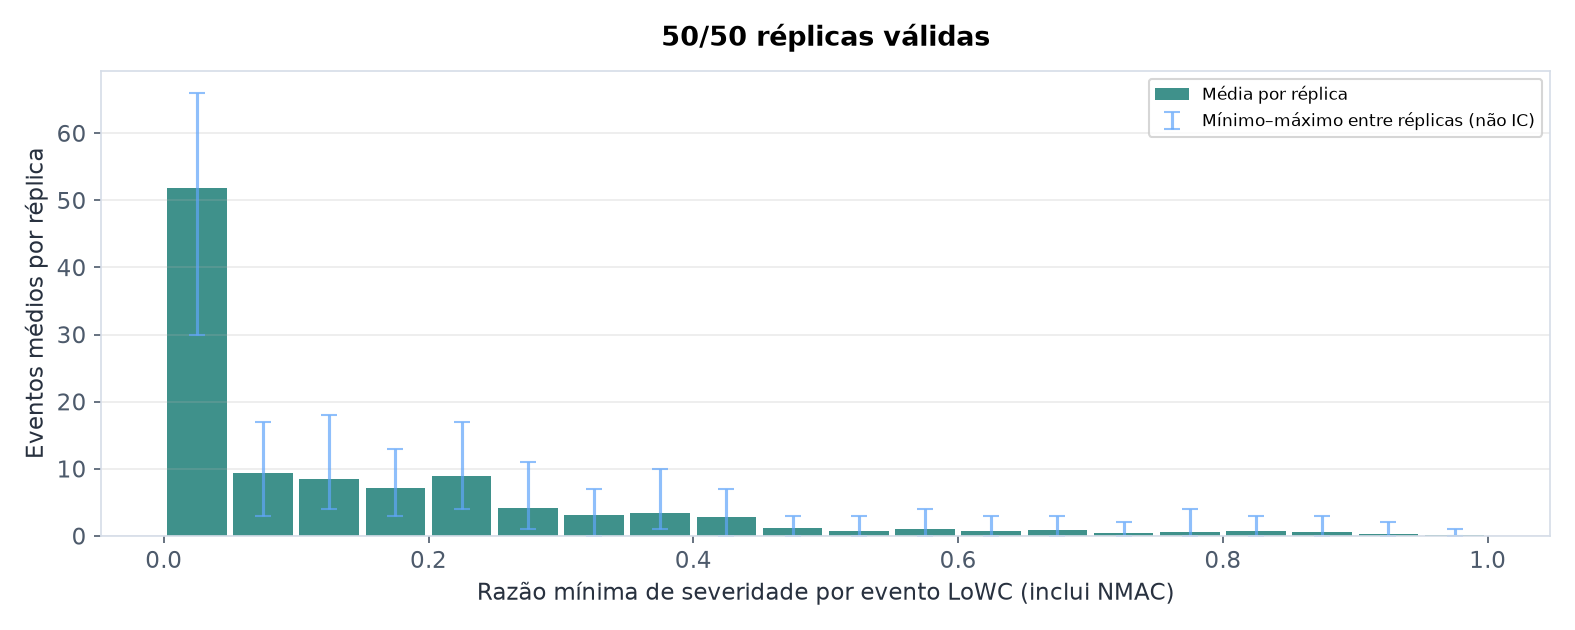 50/50 réplicas válidas
Média por réplica
Mínimo–máximo entre réplicas (não IC)
Eventos médios por réplica
60
50
40
30
20
10
0
0.0 0.2 0.4 0.6 0.8 1.0
Razão mínima de severidade por evento LoWC (inclui NMAC)